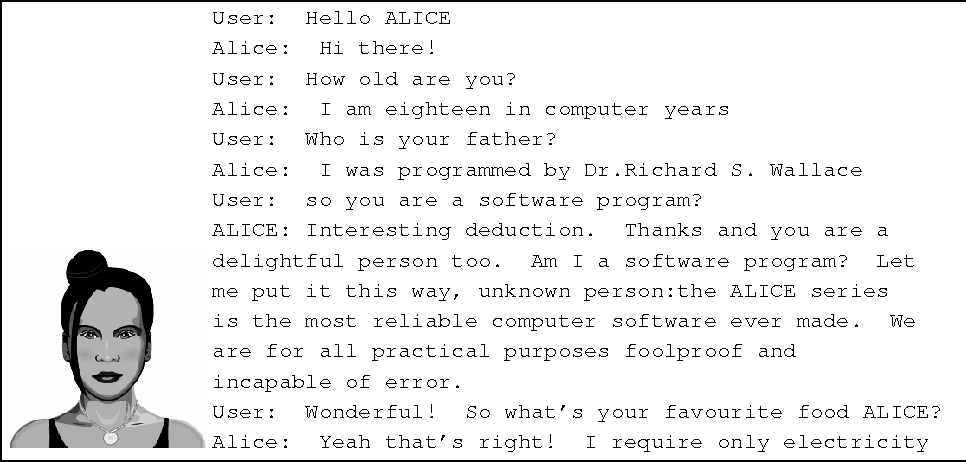 User:  Hello ALICE
Alice:  Hi there!
User:  How old are you?
Alice:  I am eighteen in computer years
User:  Who is your father?
Alice:  I was programmed by Dr.Richard S. Wallace
User:  so you are a software program?
ALICE: Interesting deduction.  Thanks and you are a
delightful person too.  Am I a software program?  Let
me put it this way, unknown person:the ALICE series
is the most reliable computer software ever made.  We
are for all practical purposes foolproof and
incapable of error.
User:  Wonderful!  So what's your favourite food ALICE?
Alice:  Yeah that's right!  I require only electricity